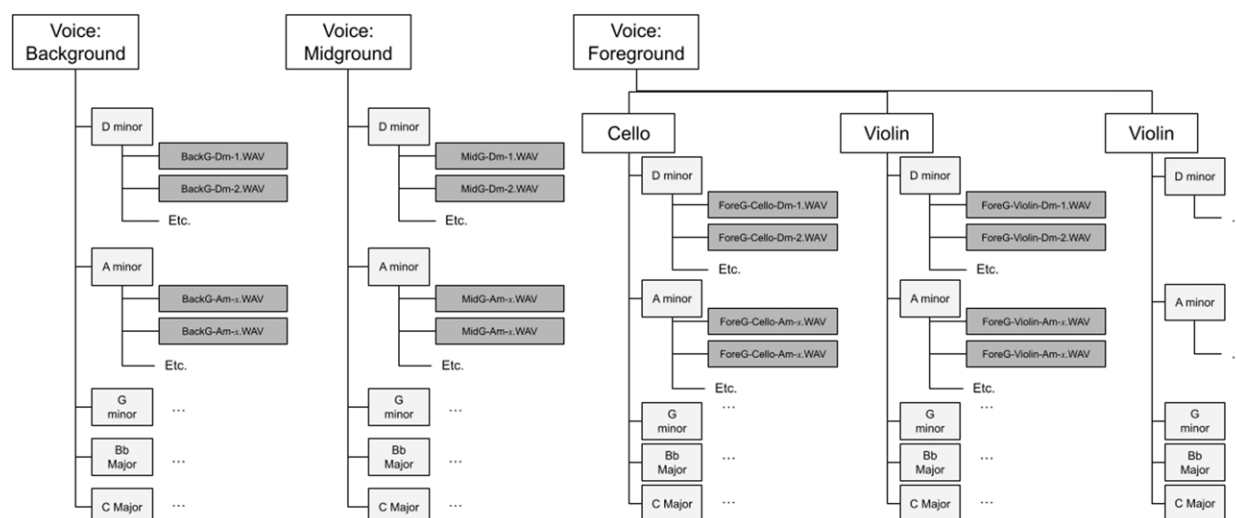 Voice:
Background
D minor
BackG-Dm-1.WAV
BackG-Dm-2.WAV
Etc.
A minor
BackG-Am-x.WAV
BackG-Am-x.WAV
Etc.
G
minor
...
Bb
Major
...
C Major
...
Voice:
Midground
D minor
MidG-Dm-1.WAV
MidG-Dm-2.WAV
Etc.
A minor
MidG-Am-x.WAV
MidG-Am-x.WAV
Etc.
G
minor
...
Bb
Major
...
C Major
...
Voice:
Foreground
Cello
D minor
ForeG-Cello-Dm-1.WAV
ForeG-Cello-Dm-2.WAV
Etc.
A minor
ForeG-Cello-Am-x.WAV
ForeG-Cello-Am-x.WAV
Etc.
G
minor
...
Bb
Major
...
C Major
...
Violin
D minor
ForeG-Violin-Dm-1.WAV
ForeG-Violin-Dm-2.WAV
Etc.
A minor
ForeG-Violin-Am-x.WAV
ForeG-Violin-Am-x.WAV
Etc.
G
minor
...
Bb
Major
...
C Major
...
Violin
D minor
.
A minor
.
G
minor
Bb
Major
C Major